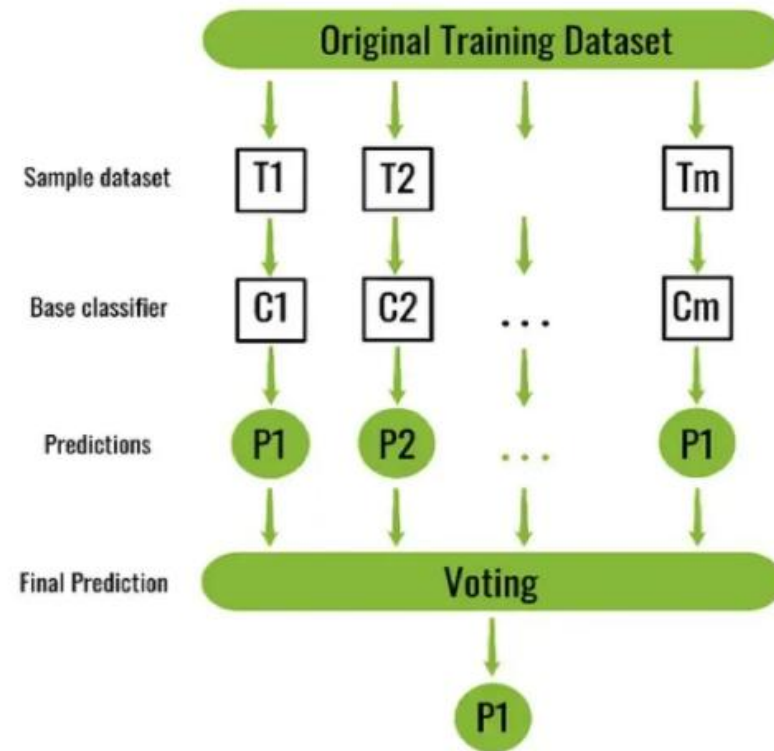 Original Training Dataset
Sample dataset T1 T2 Tm
Base classifier C1 C2 ... Cm
Predictions P1 P2 ... P1
Final Prediction Voting
P1